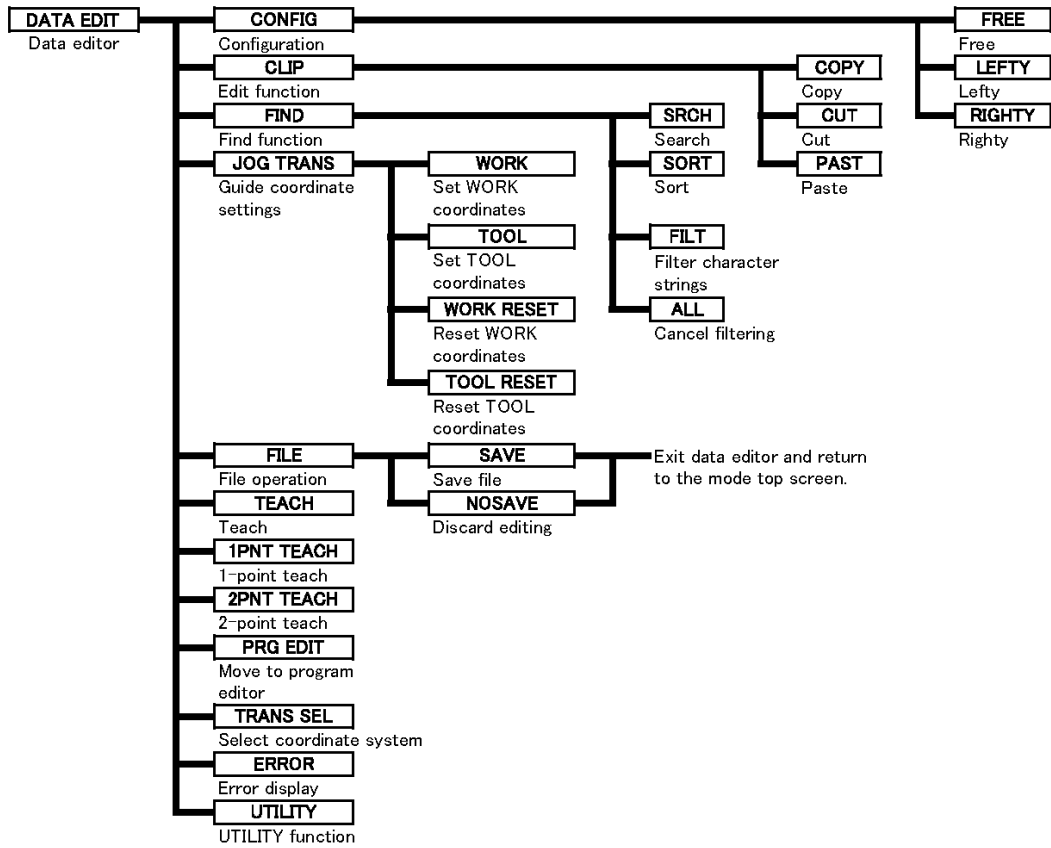 DATA EDIT
Data editor
CONFIG
Configuration
FREE
Free
LEFTY
Lefty
RIGHTY
Righty
CLIP
Edit function
COPY
Copy
CUT
Cut
PAST
Paste
FIND
Find function
SRCH
Search
SORT
Sort
FILT
Filter character
strings
ALL
Cancel filtering
JOG TRANS
Guide coordinate
settings
WORK
Set WORK
coordinates
TOOL
Set TOOL
coordinates
WORK RESET
Reset WORK
coordinates
TOOL RESET
Reset TOOL
coordinates
FILE
File operation
SAVE
Save file
NOSAVE
Discard editing
Exit data editor and return
to the mode top screen.
TEACH
Teach
1PNT TEACH
1-point teach
2PNT TEACH
2-point teach
PRG EDIT
Move to program
editor
TRANS SEL
Select coordinate system
ERROR
Error display
UTILITY
UTILITY function